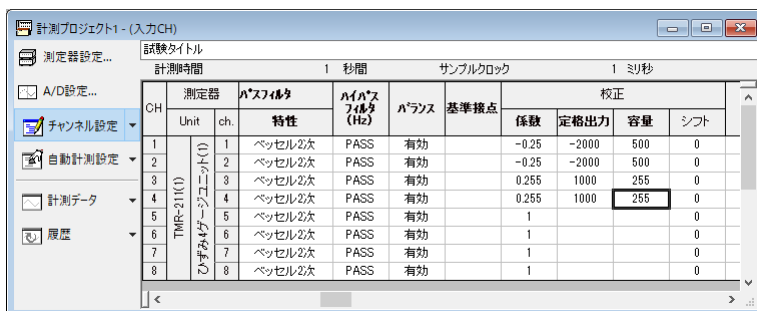 計測プロジェクト1 - (入力CH)
測定器設定...
A/D設定...
チャンネル設定
自動計測設定
計測データ
履歴
試験タイトル
計測時間 1 秒間 サンプルクロック 1 ミリ秒
CH 測定器 パスフィルタ ハイパスフィルタ(Hz) バランス 基準接点 校正
Unit ch. 特性 係数 定格出力 容量 シフト
TMR-211(1)
ひずみ4ゲージユニット(1)
1 1 ベッセル2次 PASS 有効 -0.25 -2000 500 0
2 2 ベッセル2次 PASS 有効 -0.25 -2000 500 0
3 3 ベッセル2次 PASS 有効 0.255 1000 255 0
4 4 ベッセル2次 PASS 有効 0.255 1000 255 0
5 5 ベッセル2次 PASS 有効 1 0
6 6 ベッセル2次 PASS 有効 1 0
7 7 ベッセル2次 PASS 有効 1 0
8 8 ベッセル2次 PASS 有効 1 0